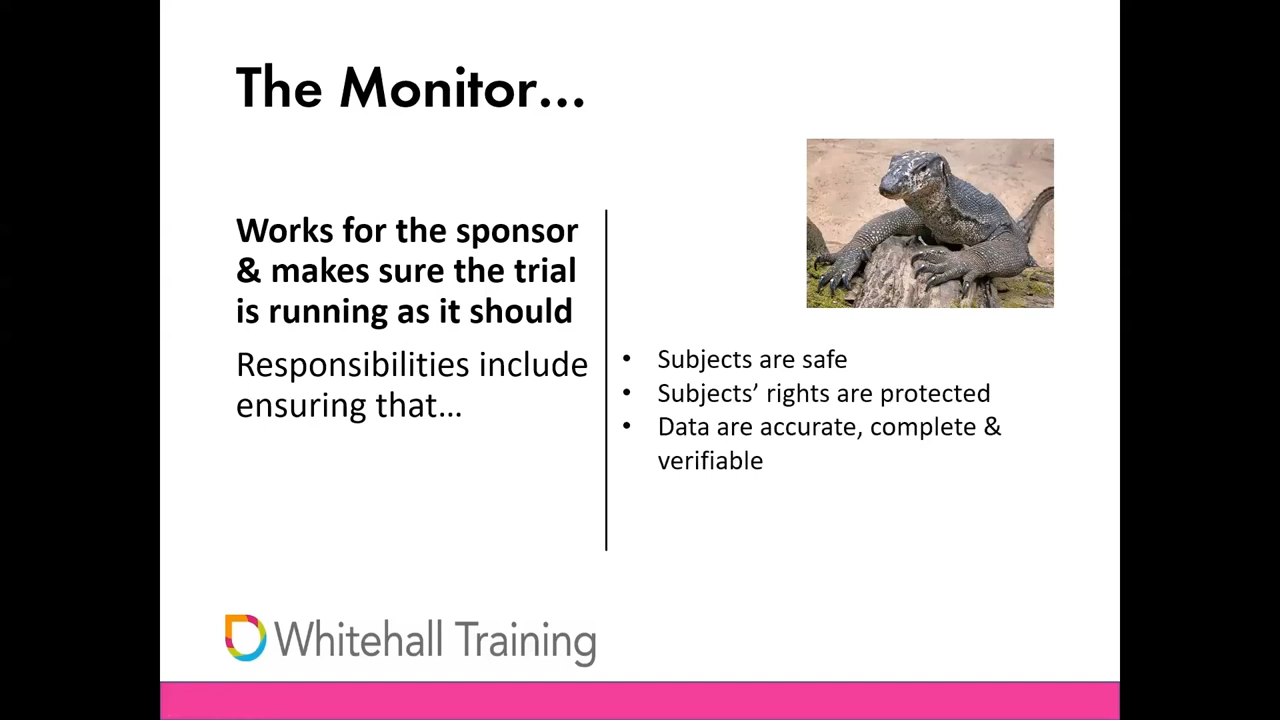 The Monitor...
Works for the sponsor
& makes sure the trial
is running as it should
Responsibilities include
ensuring that...
• Subjects are safe
• Subjects’ rights are protected
• Data are accurate, complete &
verifiable
Whitehall Training